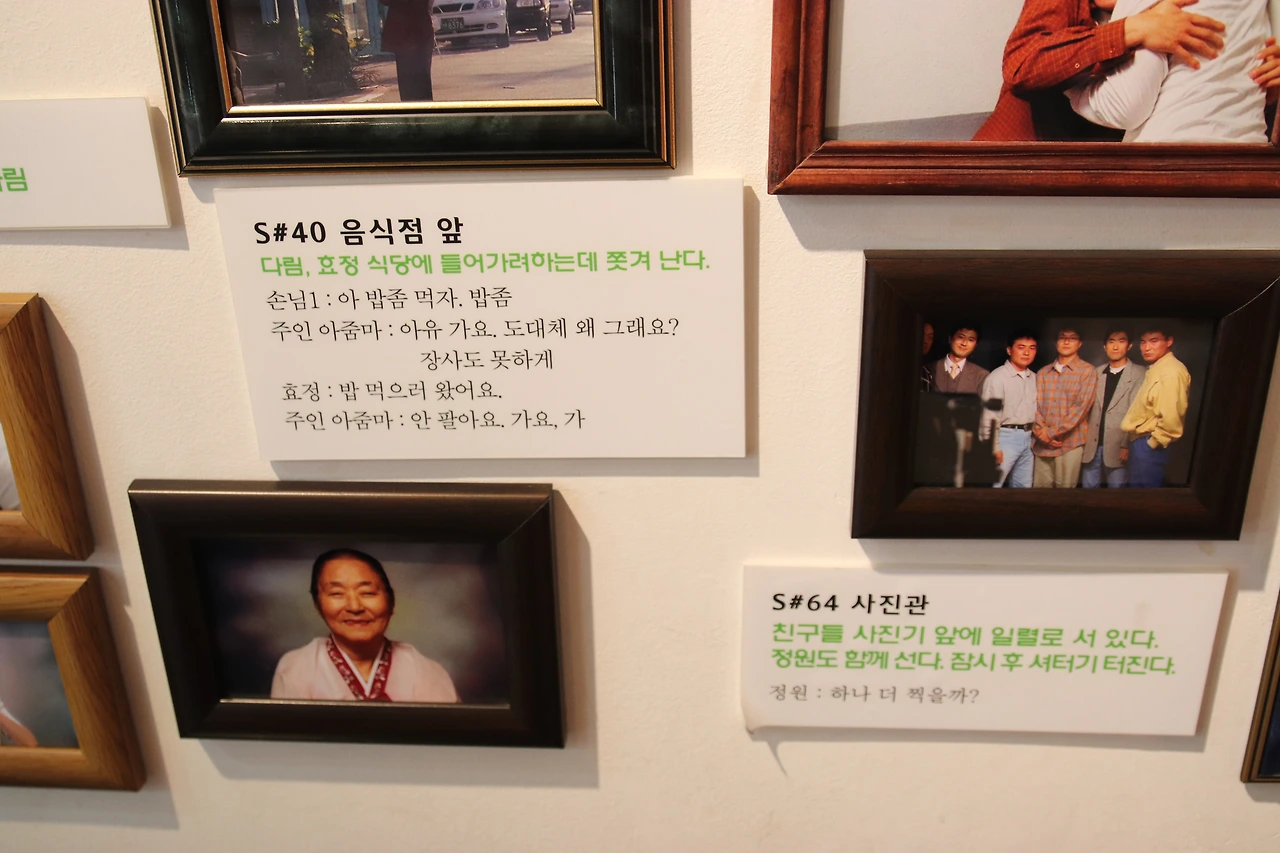 림
S#40 음식점 앞
다림, 효정 식당에 들어가려하는데 쫓겨 난다.
손님1 : 아 밥좀 먹자. 밥좀
주인 아줌마 : 아유 가요. 도대체 왜 그래요?
장사도 못하게
효정 : 밥 먹으러 왔어요.
주인 아줌마 : 안 팔아요. 가요, 가
S#64 사진관
친구들 사진기 앞에 일렬로 서 있다.
정원도 함께 선다. 잠시 후 셔터기 터진다.
정원 : 하나 더 찍을까?